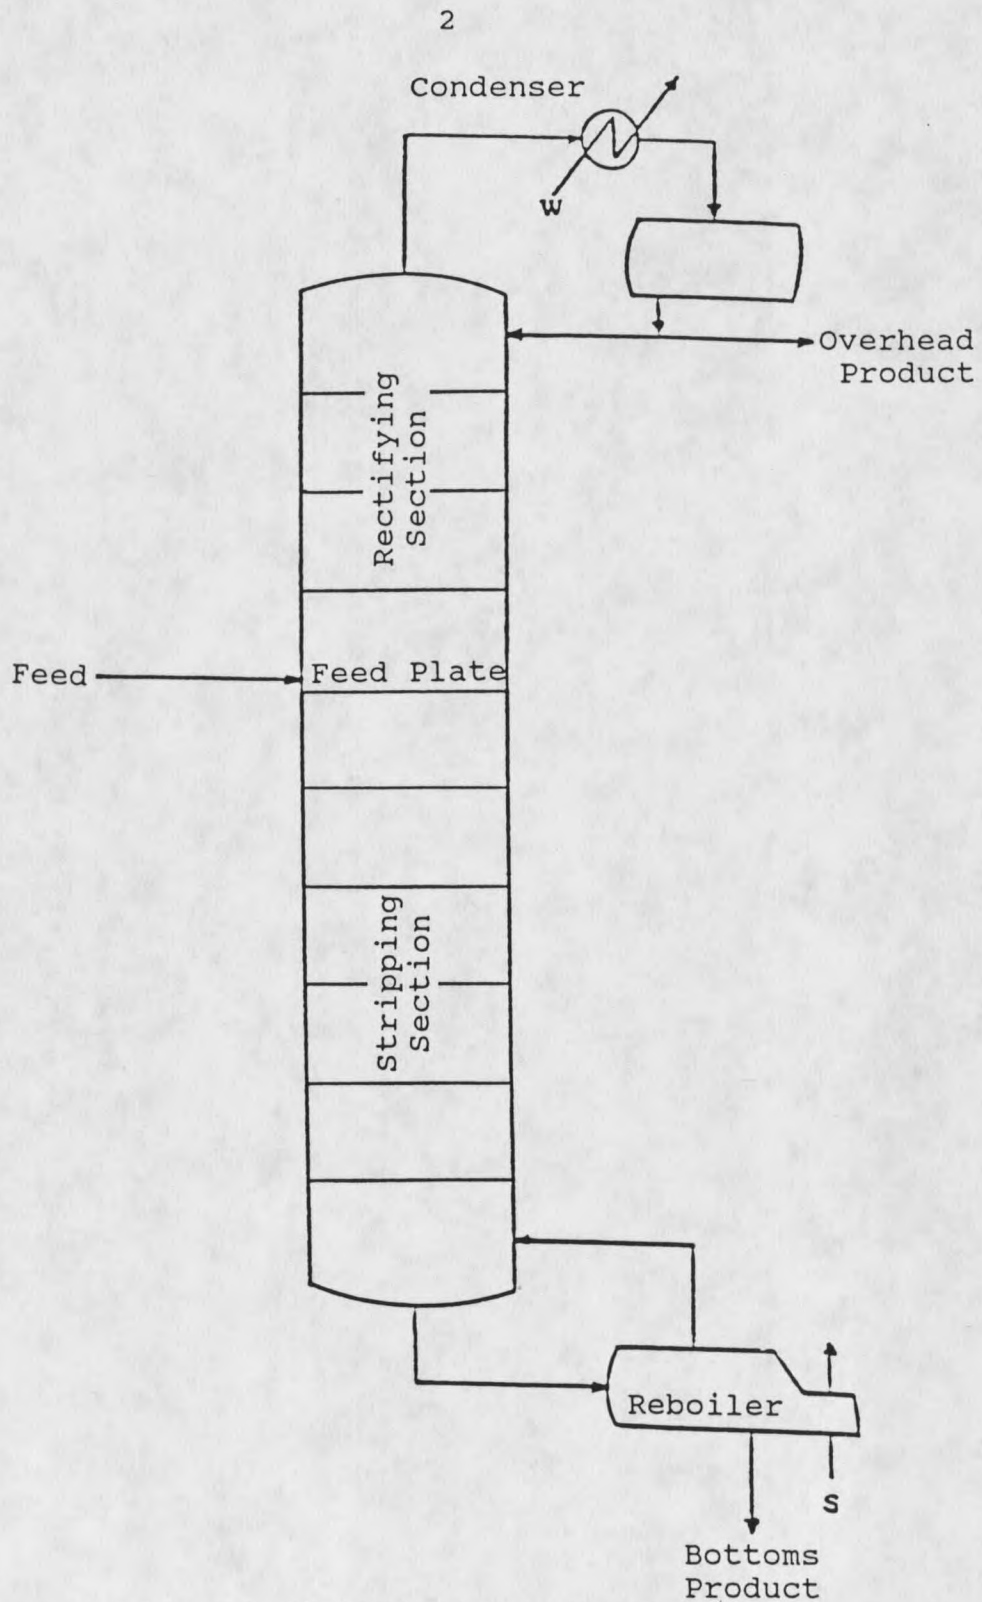 2
Condenser
W
Overhead
Product
Rectifying
Section
Feed
Feed Plate
Stripping
Section
Reboiler
S
Bottoms
Product